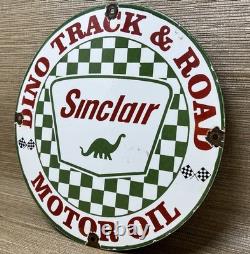 DINO TRACK & ROAD
Sinclair
MOTOR OIL